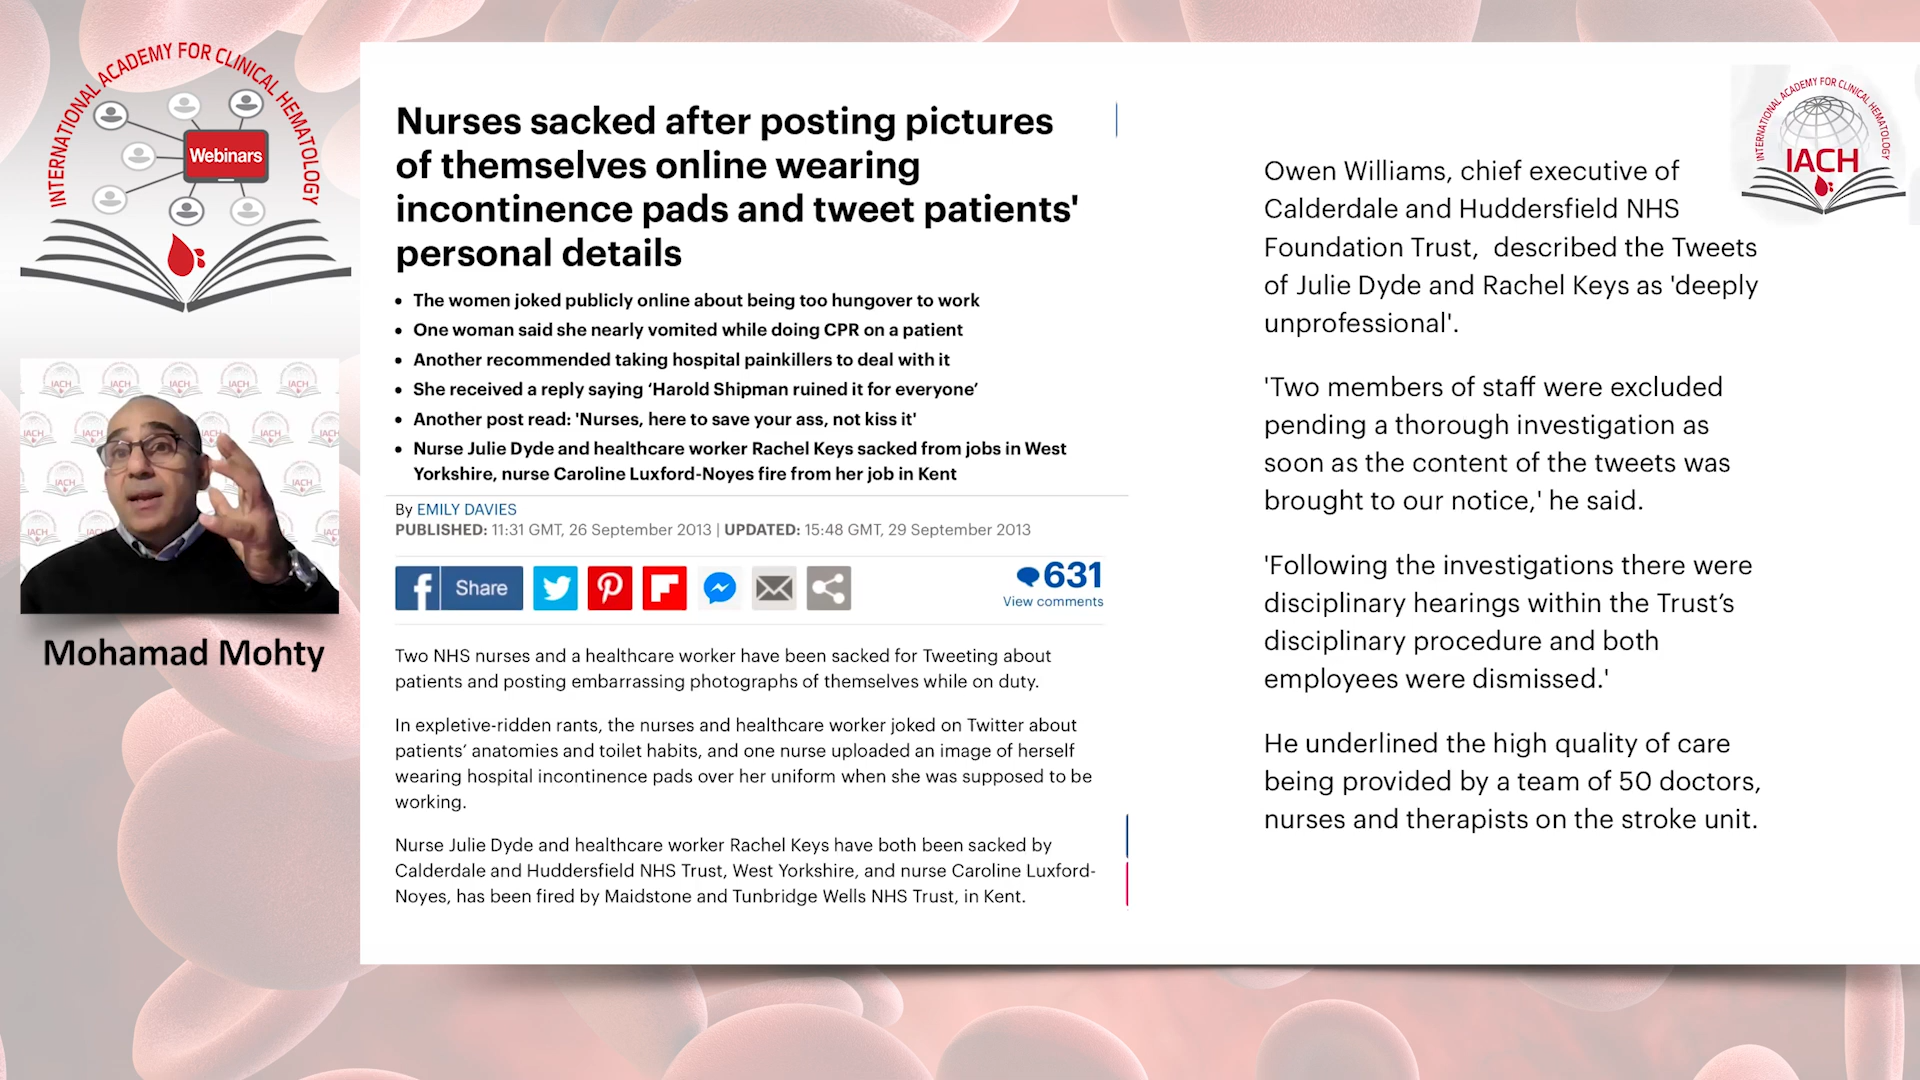 INTERNATIONAL ACADEMY FOR CLINICAL HEMATOLOGY
Webinars
Mohamad Mohty
Nurses sacked after posting pictures
of themselves online wearing
incontinence pads and tweet patients'
personal details
• The women joked publicly online about being too hungover to work
• One woman said she nearly vomited while doing CPR on a patient
• Another recommended taking hospital painkillers to deal with it
• She received a reply saying ‘Harold Shipman ruined it for everyone’
• Another post read: 'Nurses, here to save your ass, not kiss it'
• Nurse Julie Dyde and healthcare worker Rachel Keys sacked from jobs in West
Yorkshire, nurse Caroline Luxford-Noyes fire from her job in Kent
By EMILY DAVIES
PUBLISHED: 11:31 GMT, 26 September 2013 | UPDATED: 15:48 GMT, 29 September 2013
Share
631
View comments
Two NHS nurses and a healthcare worker have been sacked for Tweeting about
patients and posting embarrassing photographs of themselves while on duty.
In expletive-ridden rants, the nurses and healthcare worker joked on Twitter about
patients’ anatomies and toilet habits, and one nurse uploaded an image of herself
wearing hospital incontinence pads over her uniform when she was supposed to be
working.
Nurse Julie Dyde and healthcare worker Rachel Keys have both been sacked by
Calderdale and Huddersfield NHS Trust, West Yorkshire, and nurse Caroline Luxford-
Noyes, has been fired by Maidstone and Tunbridge Wells NHS Trust, in Kent.
INTERNATIONAL ACADEMY FOR CLINICAL HEMATOLOGY
IACH
Owen Williams, chief executive of
Calderdale and Huddersfield NHS
Foundation Trust, described the Tweets
of Julie Dyde and Rachel Keys as 'deeply
unprofessional'.
'Two members of staff were excluded
pending a thorough investigation as
soon as the content of the tweets was
brought to our notice,' he said.
'Following the investigations there were
disciplinary hearings within the Trust’s
disciplinary procedure and both
employees were dismissed.'
He underlined the high quality of care
being provided by a team of 50 doctors,
nurses and therapists on the stroke unit.